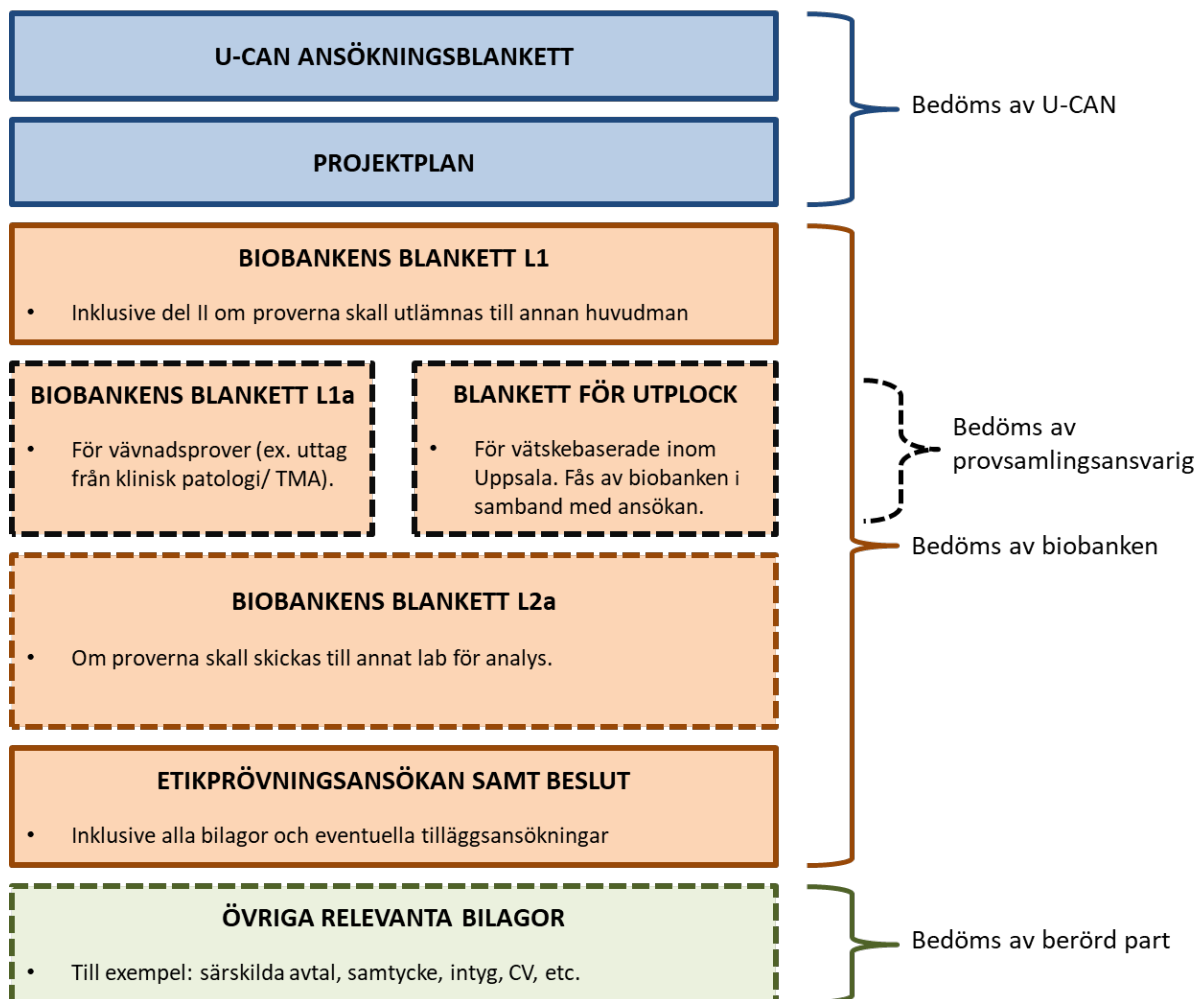 U-CAN ANSÖKNINGSBLANKETT
PROJEKTPLAN
Bedöms av U-CAN
BIOBANKENS BLANKETT L1
• Inklusive del II om proverna skall utlämnas till annan huvudman
BIOBANKENS BLANKETT L1a
• För vävnadsprover (ex. uttag
från klinisk patologi/ TMA).
BLANKETT FÖR UTPLOCK
• För vätskebaserade inom
Uppsala. Fås av biobanken i
samband med ansökan.
Bedöms av
provsamlingsansvarig
Bedöms av biobanken
BIOBANKENS BLANKETT L2a
• Om proverna skall skickas till annat lab för analys.
ETIKPRÖVNINGSANSÖKAN SAMT BESLUT
• Inklusive alla bilagor och eventuella tilläggsansökningar
ÖVRIGA RELEVANTA BILAGOR
• Till exempel: särskilda avtal, samtycke, intyg, CV, etc.
Bedöms av berörd part